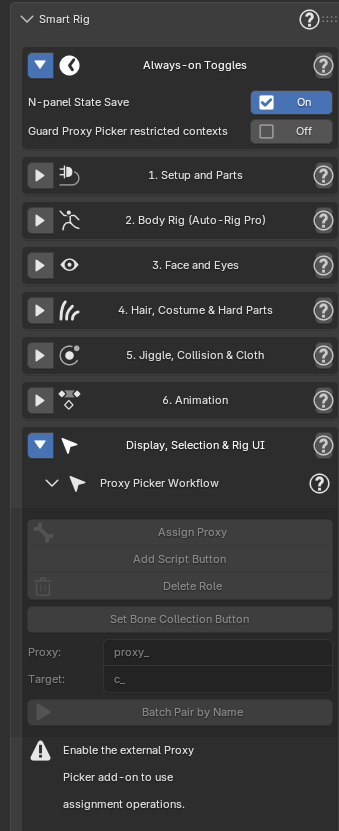 Smart Rig
Always-on Toggles
N-panel State Save
On
Guard Proxy Picker restricted contexts
Off
1. Setup and Parts
2. Body Rig (Auto-Rig Pro)
3. Face and Eyes
4. Hair, Costume & Hard Parts
5. Jiggle, Collision & Cloth
6. Animation
Display, Selection & Rig UI
Proxy Picker Workflow
Assign Proxy
Add Script Button
Delete Role
Set Bone Collection Button
Proxy:
proxy_
Target:
c_
Batch Pair by Name
Enable the external Proxy
Picker add-on to use
assignment operations.